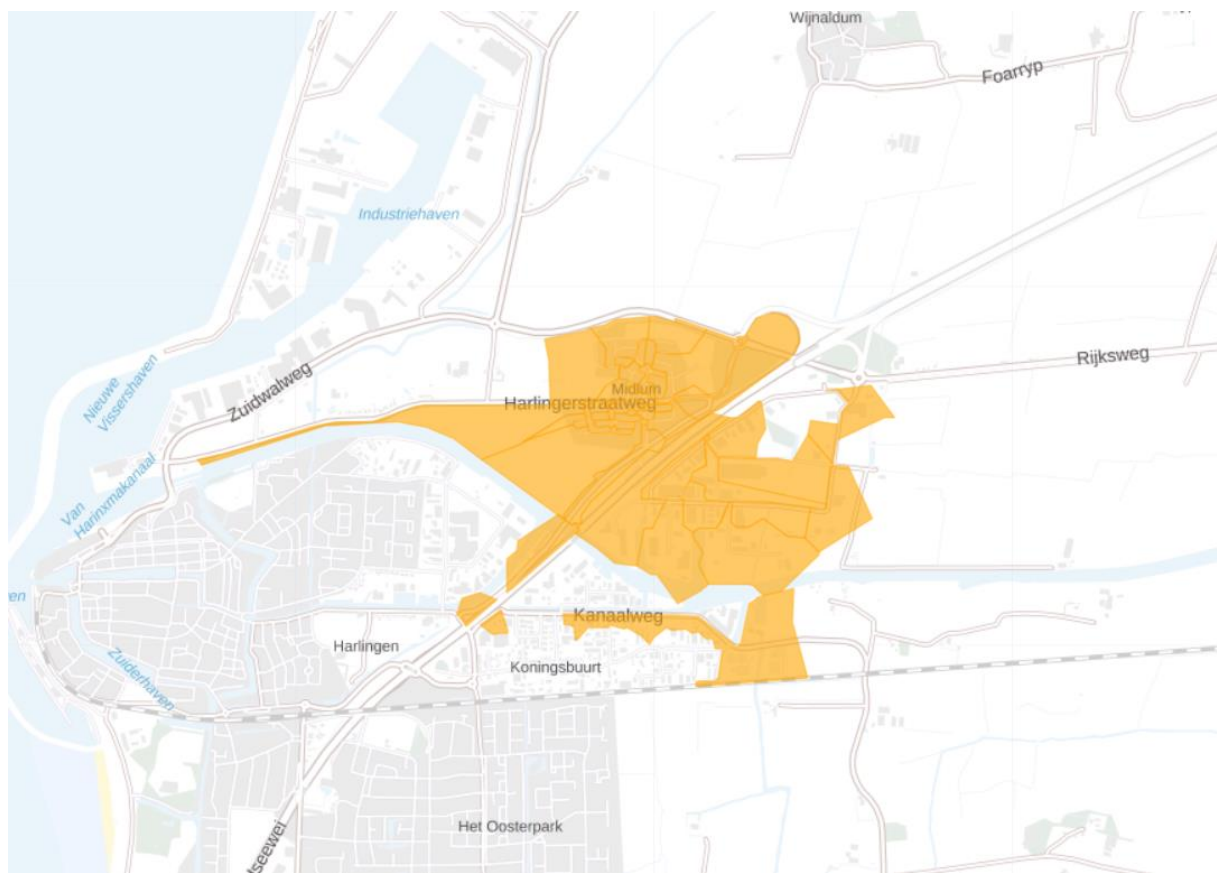 Wijnaldum
Foarryp
Industriehaven
Nieuwe
Vissershaven
Zuidwalweg
Rijksweg
Midlum
Harlingerstraatweg
Van
Harinxmakanaal
Kanaalweg
Harlingen
Koningsbuurt
Zuiderhaven
Het Oosterpark